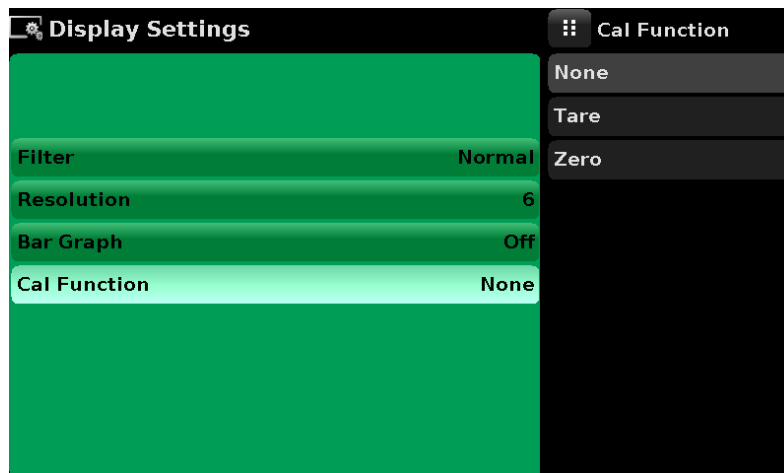 Display Settings
Filter Normal
Resolution 6
Bar Graph Off
Cal Function None
Cal Function
None
Tare
Zero